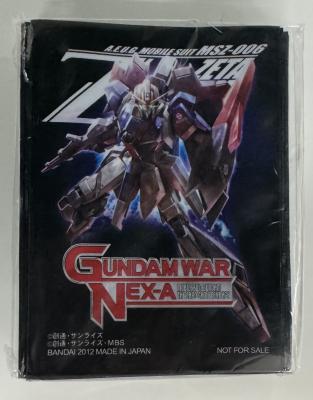 A.E.U.G. MOBILE SUIT MSZ-006
ZETA
GUNDAM WAR
NEX-A
©創通・サンライズ
©創通・サンライズ・MBS
BANDAI 2012 MADE IN JAPAN
NOT FOR SALE